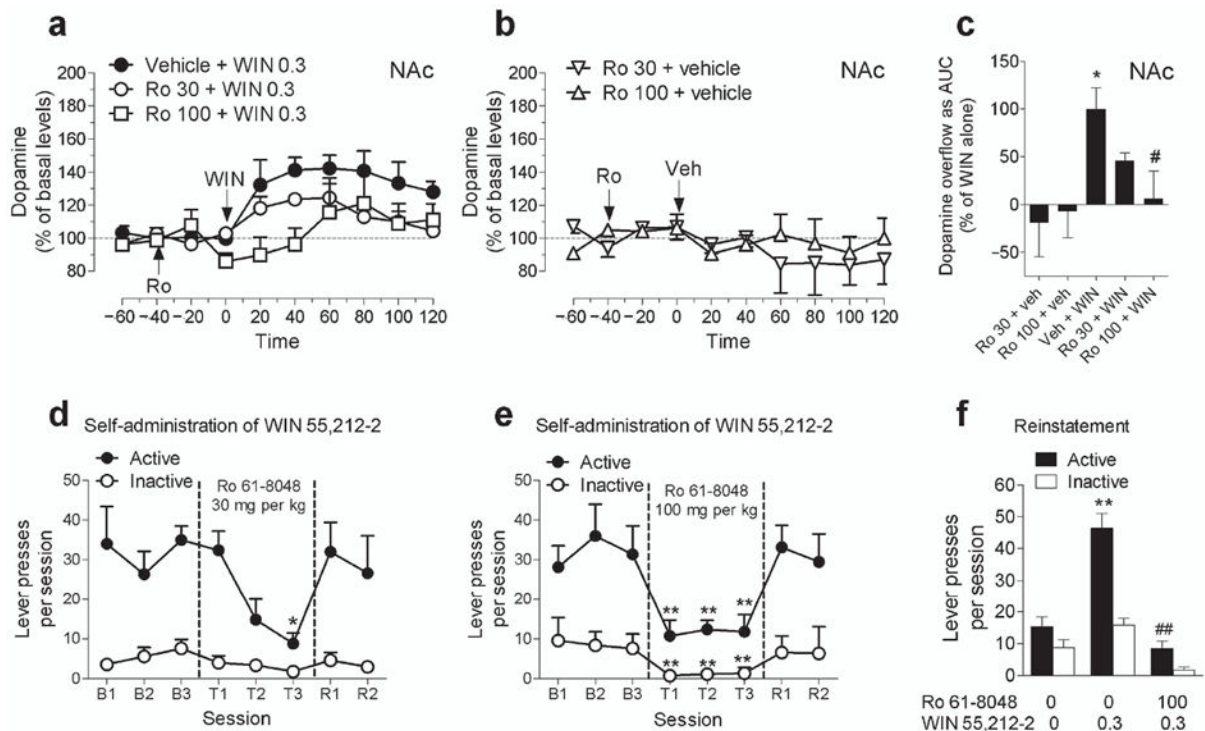 a
Vehicle + WIN 0.3
Ro 30 + WIN 0.3
Ro 100 + WIN 0.3
NAc
Dopamine
(% of basal levels)
200
180
160
140
120
100
80
WIN
Ro
−60 −40 −20 0 20 40 60 80 100 120
Time
b
Ro 30 + vehicle
Ro 100 + vehicle
NAc
Dopamine
(% of basal levels)
200
180
160
140
120
100
80
Ro
Veh
−60 −40 −20 0 20 40 60 80 100 120
Time
c
NAc
Dopamine overflow as AUC
(% of WIN alone)
150
100
50
0
−50
*
#
Ro 30 + veh
Ro 100 + veh
Veh + WIN
Ro 30 + WIN
Ro 100 + WIN
d
Self-administration of WIN 55,212-2
Active
Inactive
Ro 61-8048
30 mg per kg
Lever presses
per session
50
40
30
20
10
0
*
B1 B2 B3 T1 T2 T3 R1 R2
Session
e
Self-administration of WIN 55,212-2
Active
Inactive
Ro 61-8048
100 mg per kg
Lever presses
per session
50
40
30
20
10
0
** ** **
** ** **
B1 B2 B3 T1 T2 T3 R1 R2
Session
f
Reinstatement
Active
Inactive
Lever presses
per session
60
50
40
30
20
10
0
**
##
Ro 61-8048 0 0 100
WIN 55,212-2 0 0.3 0.3